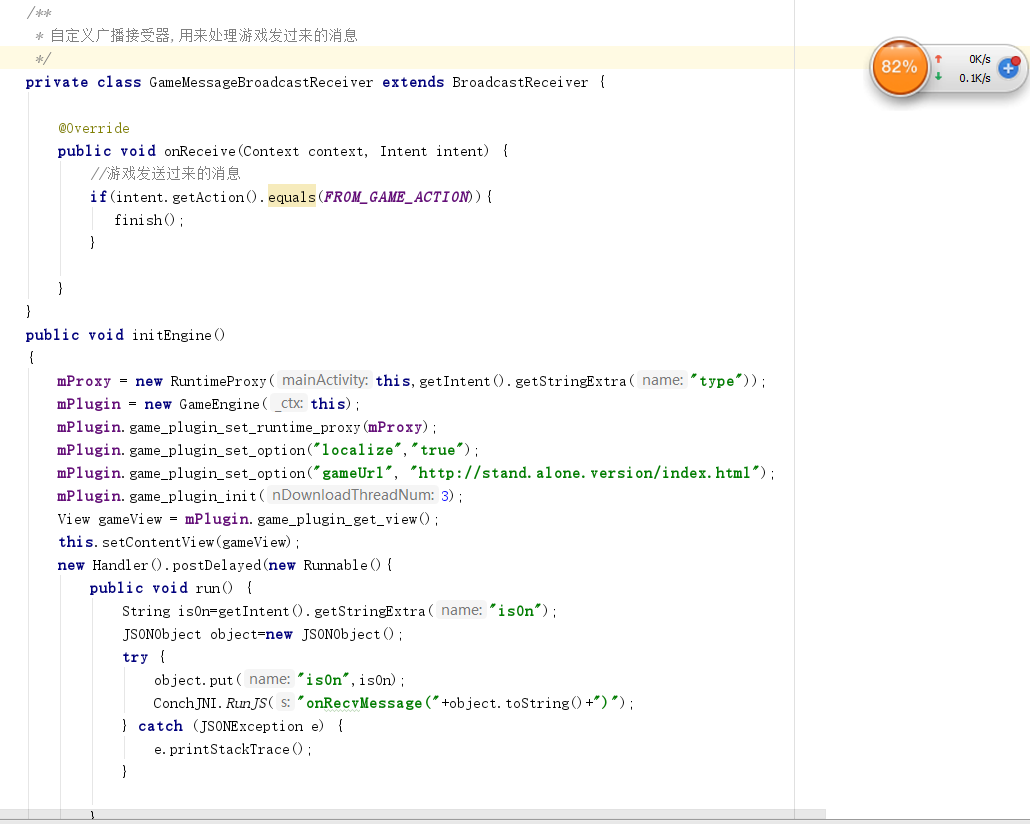 /**
* 自定义广播接受器,用来处理游戏发过来的消息
*/
private class GameMessageBroadcastReceiver extends BroadcastReceiver {
@Override
public void onReceive(Context context, Intent intent) {
//游戏发送过来的消息
if(intent.getAction().equals(FROM_GAME_ACTION)){
finish();
}
}
}
public void initEngine()
{
mProxy = new RuntimeProxy( mainActivity: this,getIntent().getStringExtra( name: "type"));
mPlugin = new GameEngine( _ctx: this);
mPlugin.game_plugin_set_runtime_proxy(mProxy);
mPlugin.game_plugin_set_option("localize","true");
mPlugin.game_plugin_set_option("gameUrl", "http://stand.alone.version/index.html");
mPlugin.game_plugin_init( nDownloadThreadNum: 3);
View gameView = mPlugin.game_plugin_get_view();
this.setContentView(gameView);
new Handler().postDelayed(new Runnable(){
public void run() {
String isOn=getIntent().getStringExtra( name: "isOn");
JSONObject object=new JSONObject();
try {
object.put( name: "isOn",isOn);
ConchJNI.RunJS( s: "onRecvMessage("+object.toString()+")");
} catch (JSONException e) {
e.printStackTrace();
}
}
82%
0K/s
0.1K/s